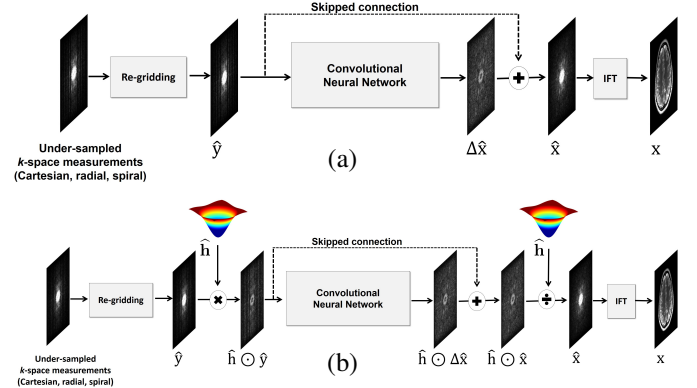 Skipped connection
Re-gridding
Convolutional
Neural Network
IFT
Under-sampled
k-space measurements
(Cartesian, radial, spiral)
ŷ
Δx̂
x̂
x
(a)
ĥ
ĥ
Skipped connection
Re-gridding
Convolutional
Neural Network
IFT
Under-sampled
k-space measurements
(Cartesian, radial, spiral)
ŷ
ĥ ⊙ ŷ
ĥ ⊙ Δx̂
ĥ ⊙ x̂
x̂
x
(b)